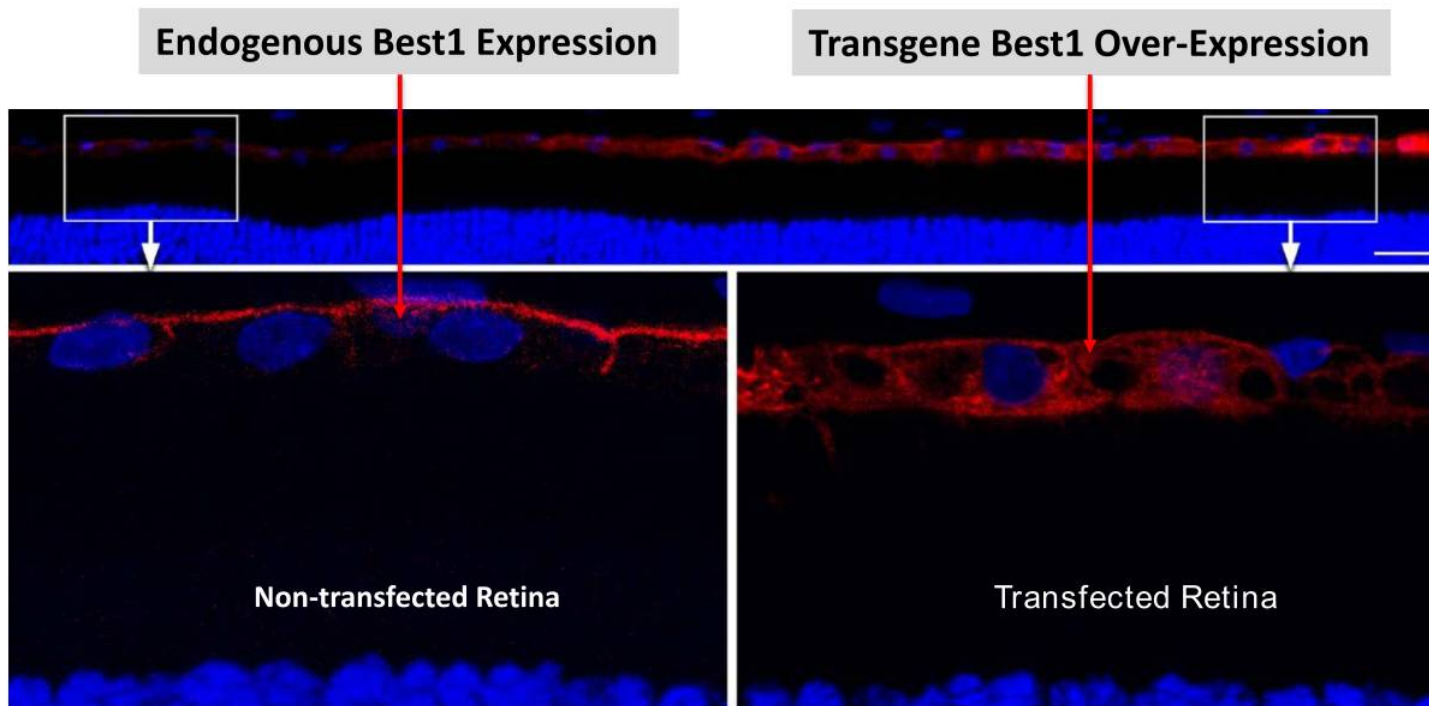 Endogenous Best1 Expression
Transgene Best1 Over-Expression
Non-transfected Retina
Transfected Retina